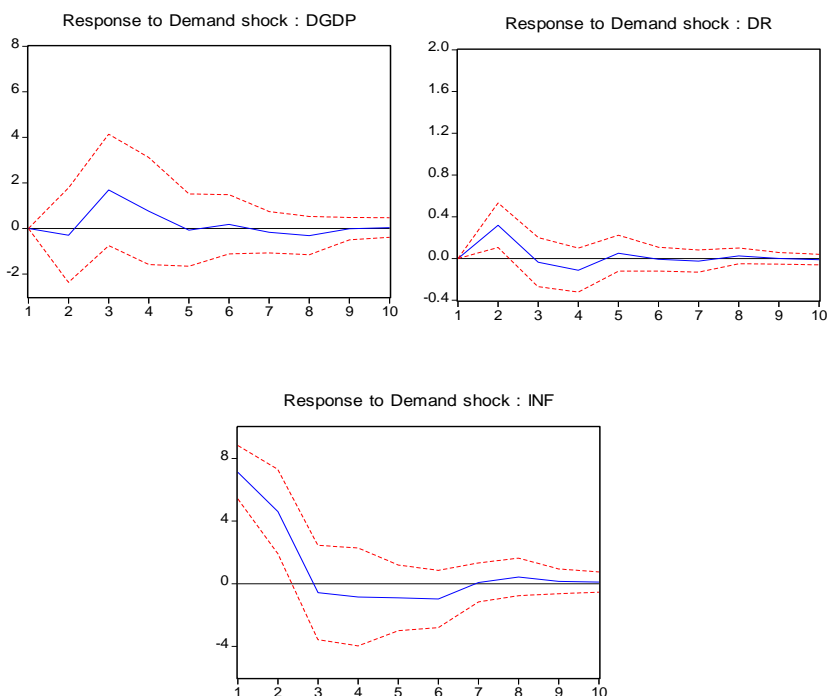 Response to Demand shock : DGDP
8
6
4
2
0
-2
1 2 3 4 5 6 7 8 9 10
Response to Demand shock : DR
2.0
1.6
1.2
0.8
0.4
0.0
-0.4
1 2 3 4 5 6 7 8 9 10
Response to Demand shock : INF
8
4
0
-4
1 2 3 4 5 6 7 8 9 10